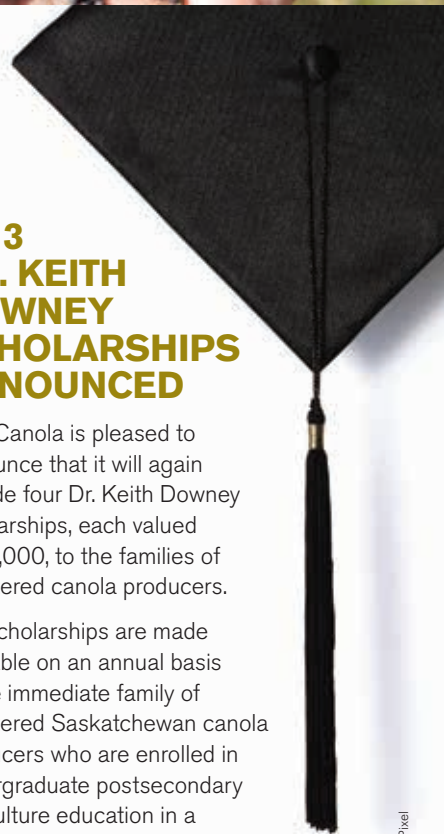 3
. KEITH
WNEY
HOLARSHIPS
NOUNCED
Canola is pleased to
unce that it will again
de four Dr. Keith Downey
arships, each valued
,000, to the families of
ered canola producers.
cholarships are made
ble on an annual basis
e immediate family of
ered Saskatchewan canola
cers who are enrolled in
rgraduate postsecondary
ulture education in a
Pixel